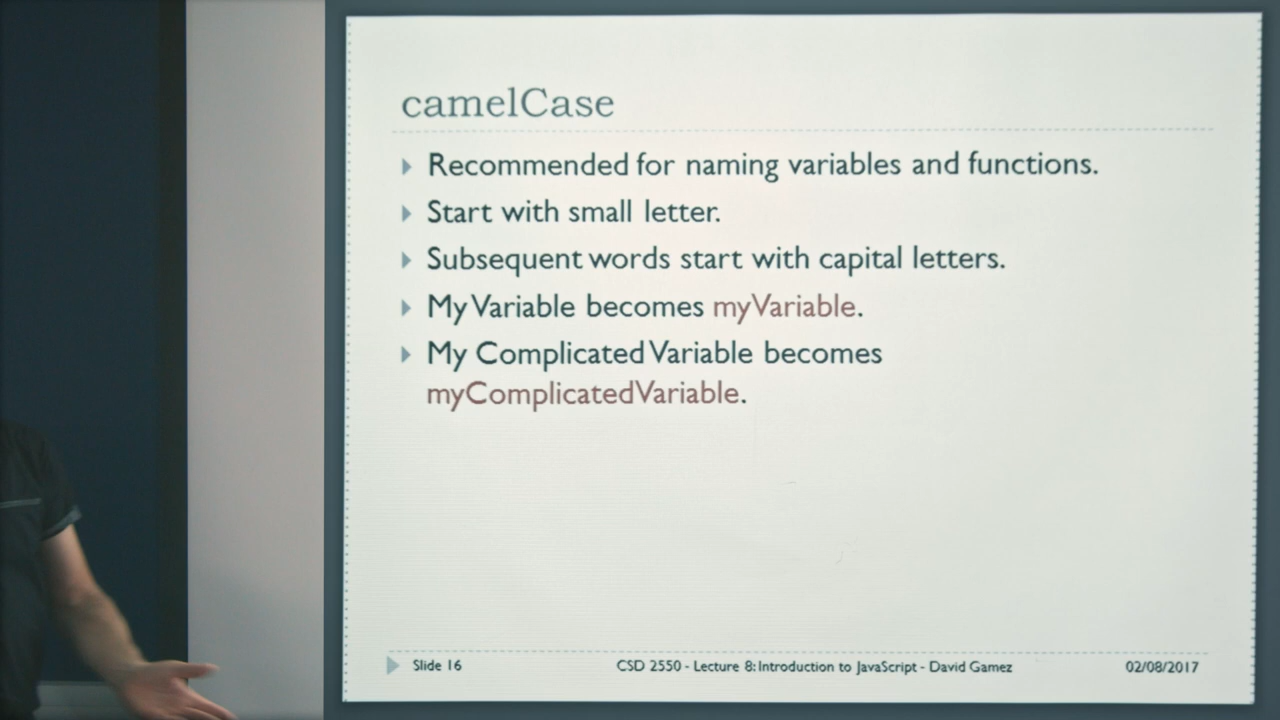 camelCase
Recommended for naming variables and functions.
Start with small letter.
Subsequent words start with capital letters.
My Variable becomes myVariable.
My Complicated Variable becomes
myComplicatedVariable.
Slide 16 CSD 2550 - Lecture 8: Introduction to JavaScript - David Gamez 02/08/2017